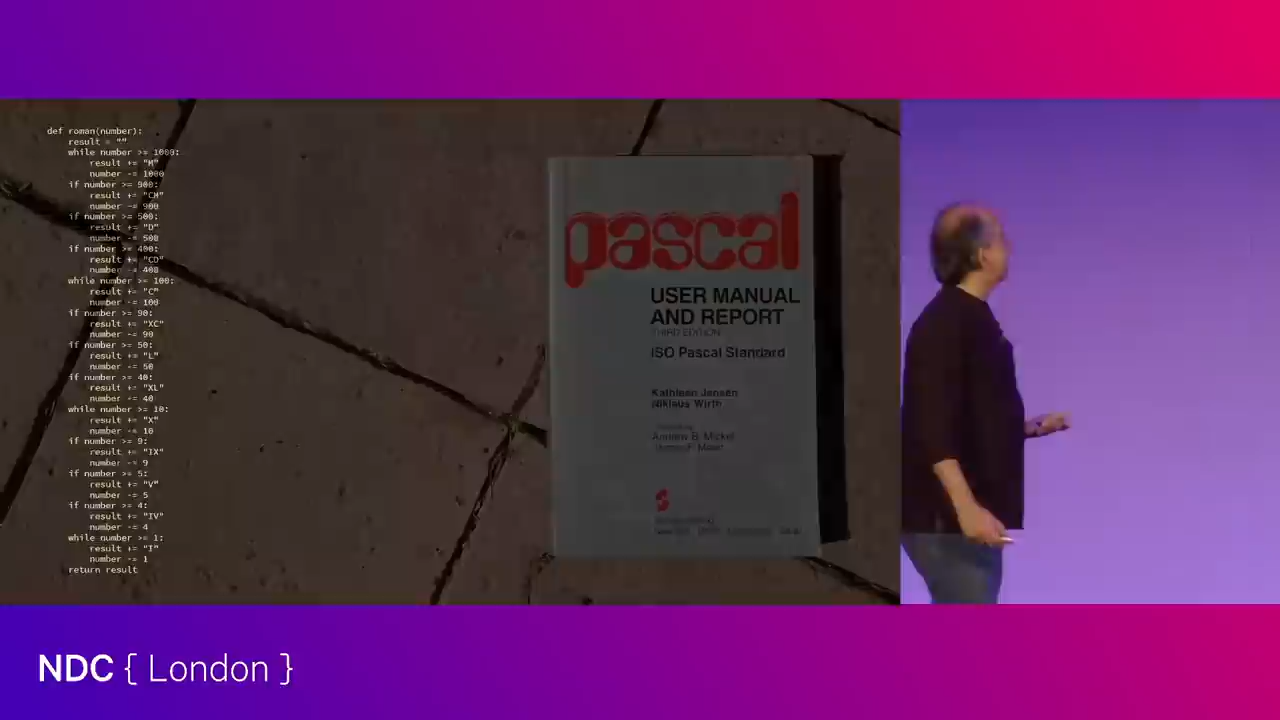 def roman(number):
    result = ""
    while number >= 1000:
        result += "M"
        number -= 1000
    if number >= 900:
        result += "CM"
        number -= 900
    if number >= 500:
        result += "D"
        number -= 500
    if number >= 400:
        result += "CD"
        number -= 400
    while number >= 100:
        result += "C"
        number -= 100
    if number >= 90:
        result += "XC"
        number -= 90
    if number >= 50:
        result += "L"
        number -= 50
    if number >= 40:
        result += "XL"
        number -= 40
    while number >= 10:
        result += "X"
        number -= 10
    if number >= 9:
        result += "IX"
        number -= 9
    if number >= 5:
        result += "V"
        number -= 5
    if number >= 4:
        result += "IV"
        number -= 4
    while number >= 1:
        result += "I"
        number -= 1
    return result
pascal
USER MANUAL
AND REPORT
THIRD EDITION
ISO Pascal Standard
Kathleen Jensen
Niklaus Wirth
Andrew B. Mickel
NDC { London }